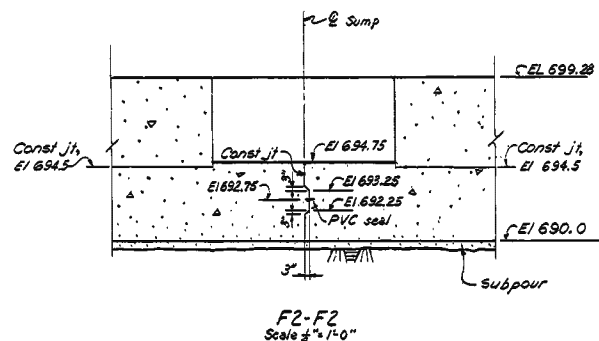 ℄ Sump
EL 699.28
Const jt,
El 694.5
Const jt
El 694.75
Const jt,
El 694.5
El 692.75
El 693.25
El 692.25
PVC seal
El 690.0
3"
Subpour
F2-F2
Scale ½"=1'-0"